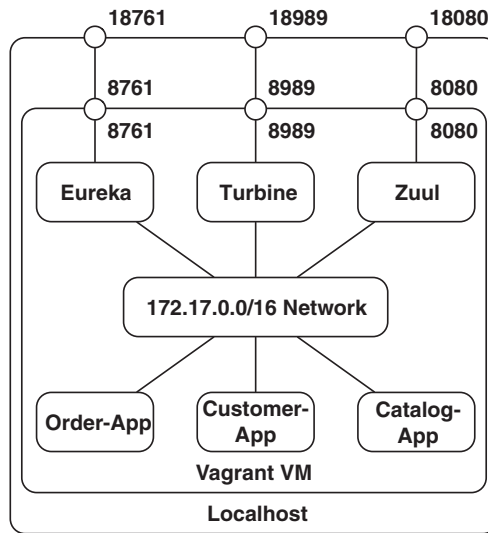 18761 18989 18080
8761 8989 8080
8761 8989 8080
Eureka Turbine Zuul
172.17.0.0/16 Network
Order-App Customer-App Catalog-App
Vagrant VM
Localhost